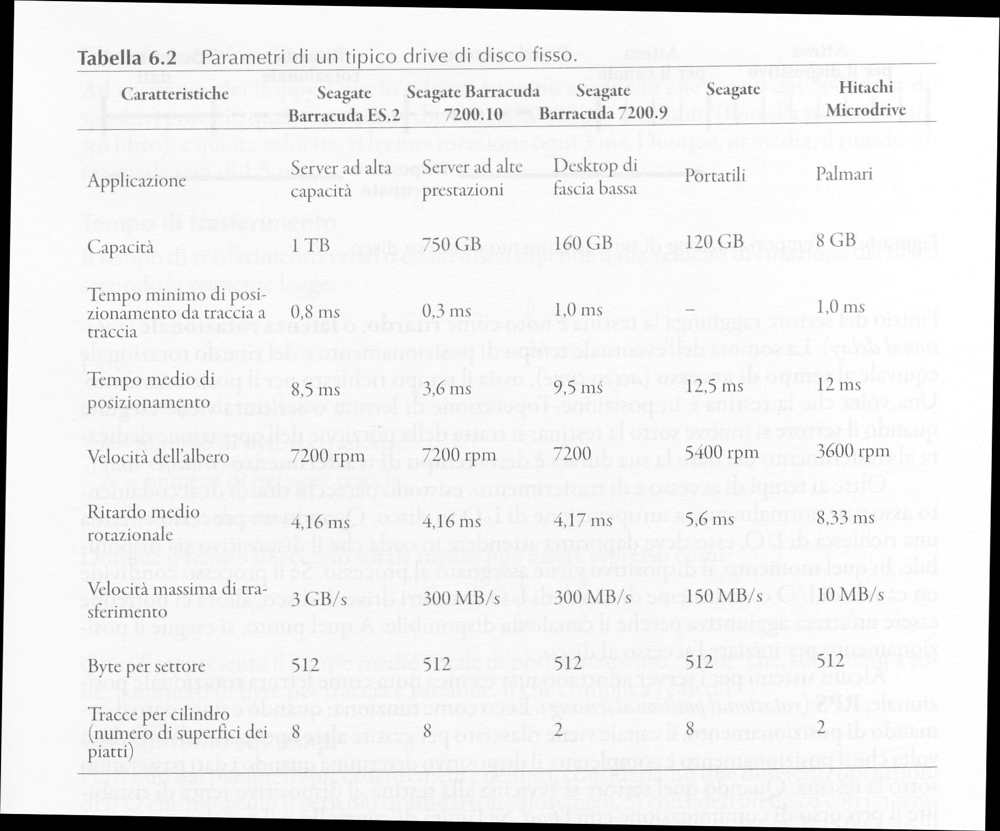 Tabella 6.2 Parametri di un tipico drive di disco fisso.
Caratteristiche Seagate Seagate Barracuda Seagate Seagate Hitachi
Barracuda ES.2 7200.10 Barracuda 7200.9 Microdrive
Applicazione Server ad alta Server ad alte Desktop di Portatili Palmari
capacità prestazioni fascia bassa
Capacità 1 TB 750 GB 160 GB 120 GB 8 GB
Tempo minimo di posi-
zionamento da traccia a 0,8 ms 0,3 ms 1,0 ms – 1,0 ms
traccia
Tempo medio di 8,5 ms 3,6 ms 9,5 ms 12,5 ms 12 ms
posizionamento
Velocità dell'albero 7200 rpm 7200 rpm 7200 5400 rpm 3600 rpm
Ritardo medio 4,16 ms 4,16 ms 4,17 ms 5,6 ms 8,33 ms
rotazionale
Velocità massima di tra- 3 GB/s 300 MB/s 300 MB/s 150 MB/s 10 MB/s
sferimento
Byte per settore 512 512 512 512 512
Tracce per cilindro
(numero di superfici dei 8 8 2 8 2
piatti)